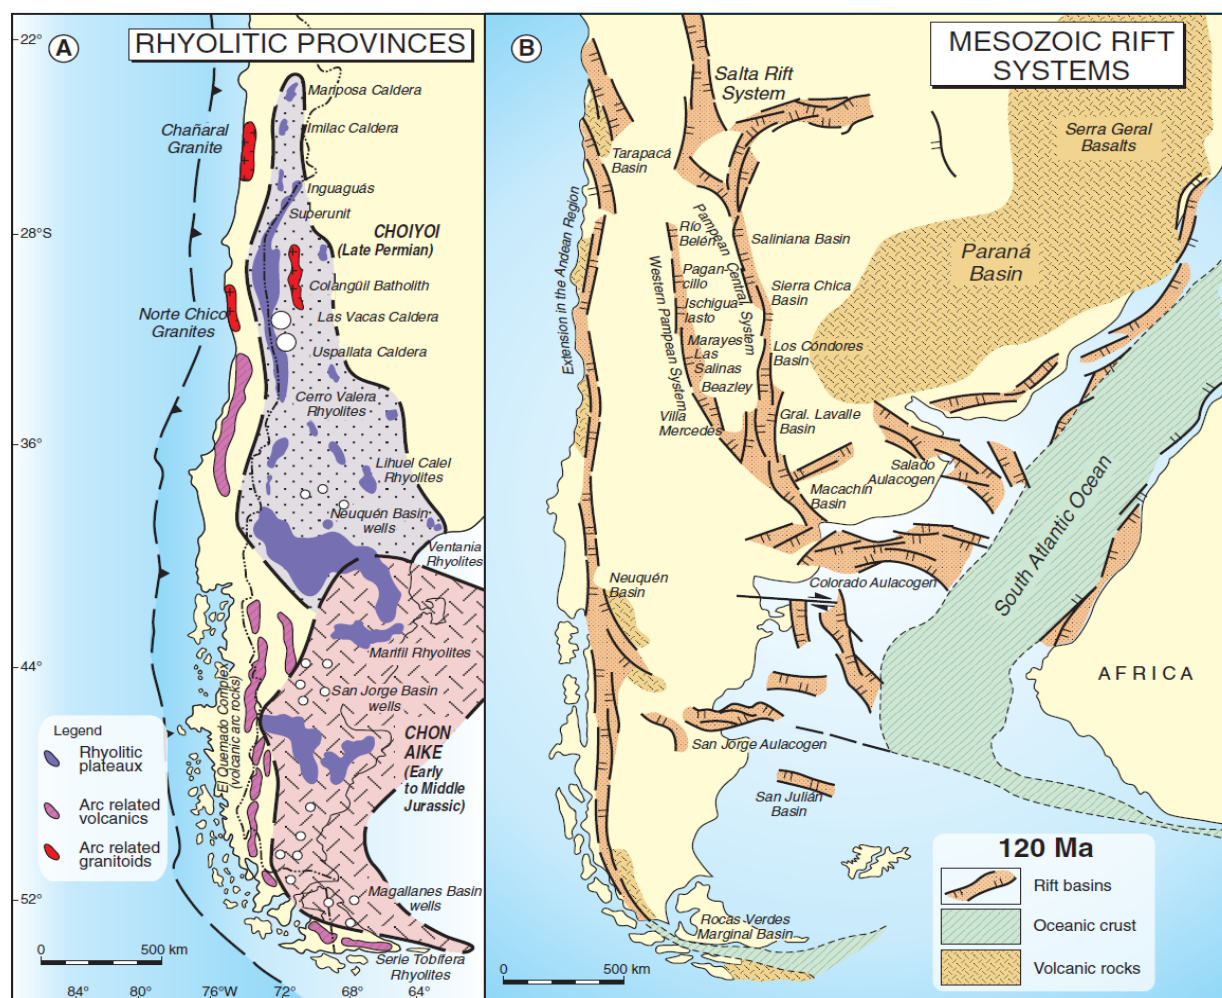 A
RHYOLITIC PROVINCES
22°
28°S
36°
44°
52°
Mariposa Caldera
Imilac Caldera
Chañaral
Granite
Inguaguás
Superunit
CHOIYOI
(Late Permian)
Colangüil Batholith
Norte Chico
Granites
Las Vacas Caldera
Uspallata Caldera
Cerro Valera
Rhyolites
Lihuel Calel
Rhyolites
Neuquén Basin
wells
Ventania
Rhyolites
Marifil Rhyolites
San Jorge Basin
wells
El Quemado Complex
(volcanic arc rocks)
CHON
AIKE
(Early
to Middle
Jurassic)
Magallanes Basin
wells
Serie Tobífera
Rhyolites
Legend
Rhyolitic
plateaux
Arc related
volcanics
Arc related
granitoids
0 500 km
84° 80° 76°W 72° 68° 64°
B
MESOZOIC RIFT
SYSTEMS
Salta Rift
System
Serra Geral
Basalts
Tarapacá
Basin
Extension in the Andean Region
Paraná
Basin
Río
Belén
Pampean Central System
Saliniana Basin
Western Pampean System
Pagan-
cillo
Sierra Chica
Basin
Ischigua-
lasto
Marayes
Las
Salinas
Los Cóndores
Basin
Beazley
Villa
Mercedes
Gral. Lavalle
Basin
Salado
Aulacogen
Macachín
Basin
South Atlantic Ocean
Neuquén
Basin
Colorado Aulacogen
AFRICA
San Jorge Aulacogen
San Julián
Basin
Rocas Verdes
Marginal Basin
120 Ma
Rift basins
Oceanic crust
Volcanic rocks
0 500 km